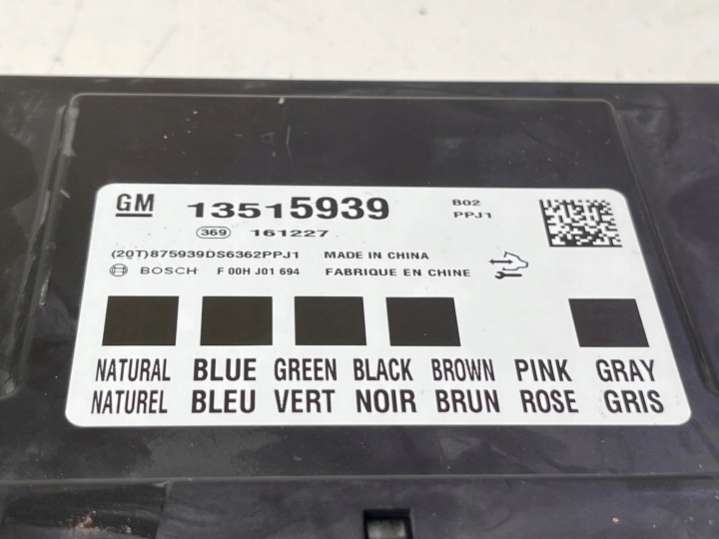 GM 13515939 B02
PPJ1
369 161227
(20T)875939DS6362PPJ1 MADE IN CHINA
BOSCH F 00H J01 694 FABRIQUE EN CHINE
NATURAL BLUE GREEN BLACK BROWN PINK GRAY
NATUREL BLEU VERT NOIR BRUN ROSE GRIS